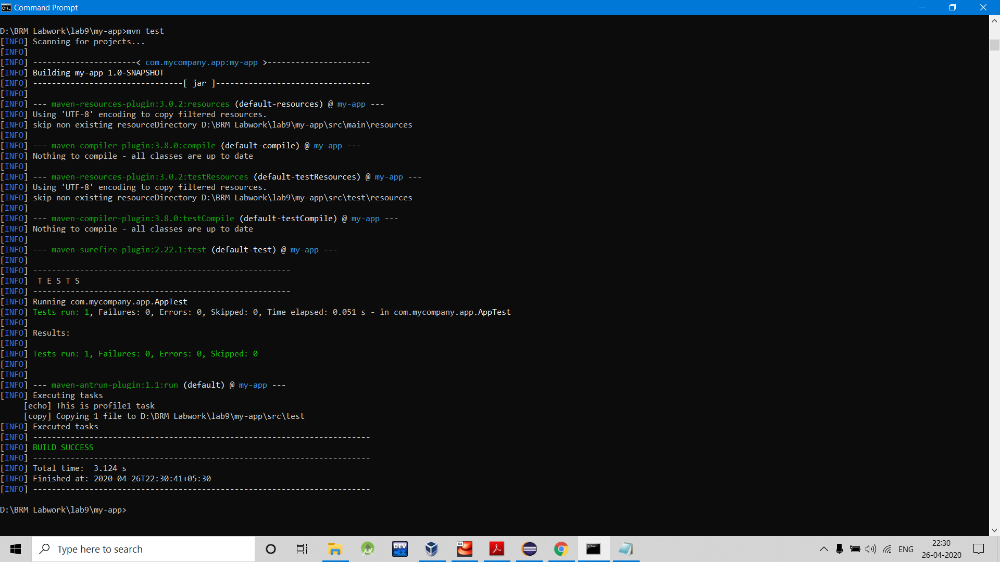 Command Prompt
D:\BRM Labwork\lab9\my-app>mvn test
[INFO] Scanning for projects...
[INFO]
[INFO] ----------------------< com.mycompany.app:my-app >----------------------
[INFO] Building my-app 1.0-SNAPSHOT
[INFO] --------------------------------[ jar ]---------------------------------
[INFO]
[INFO] --- maven-resources-plugin:3.0.2:resources (default-resources) @ my-app ---
[INFO] Using 'UTF-8' encoding to copy filtered resources.
[INFO] skip non existing resourceDirectory D:\BRM Labwork\lab9\my-app\src\main\resources
[INFO]
[INFO] --- maven-compiler-plugin:3.8.0:compile (default-compile) @ my-app ---
[INFO] Nothing to compile - all classes are up to date
[INFO]
[INFO] --- maven-resources-plugin:3.0.2:testResources (default-testResources) @ my-app ---
[INFO] Using 'UTF-8' encoding to copy filtered resources.
[INFO] skip non existing resourceDirectory D:\BRM Labwork\lab9\my-app\src\test\resources
[INFO]
[INFO] --- maven-compiler-plugin:3.8.0:testCompile (default-testCompile) @ my-app ---
[INFO] Nothing to compile - all classes are up to date
[INFO]
[INFO] --- maven-surefire-plugin:2.22.1:test (default-test) @ my-app ---
[INFO]
[INFO] -------------------------------------------------------
[INFO]  T E S T S
[INFO] -------------------------------------------------------
[INFO] Running com.mycompany.app.AppTest
[INFO] Tests run: 1, Failures: 0, Errors: 0, Skipped: 0, Time elapsed: 0.051 s - in com.mycompany.app.AppTest
[INFO]
[INFO] Results:
[INFO]
[INFO] Tests run: 1, Failures: 0, Errors: 0, Skipped: 0
[INFO]
[INFO]
[INFO] --- maven-antrun-plugin:1.1:run (default) @ my-app ---
[INFO] Executing tasks
     [echo] This is profile1 task
     [copy] Copying 1 file to D:\BRM Labwork\lab9\my-app\src\test
[INFO] Executed tasks
[INFO] ------------------------------------------------------------------------
[INFO] BUILD SUCCESS
[INFO] ------------------------------------------------------------------------
[INFO] Total time:  3.124 s
[INFO] Finished at: 2020-04-26T22:30:41+05:30
[INFO] ------------------------------------------------------------------------
D:\BRM Labwork\lab9\my-app>
Type here to search
DEV
C++
64
ENG
22:30
26-04-2020